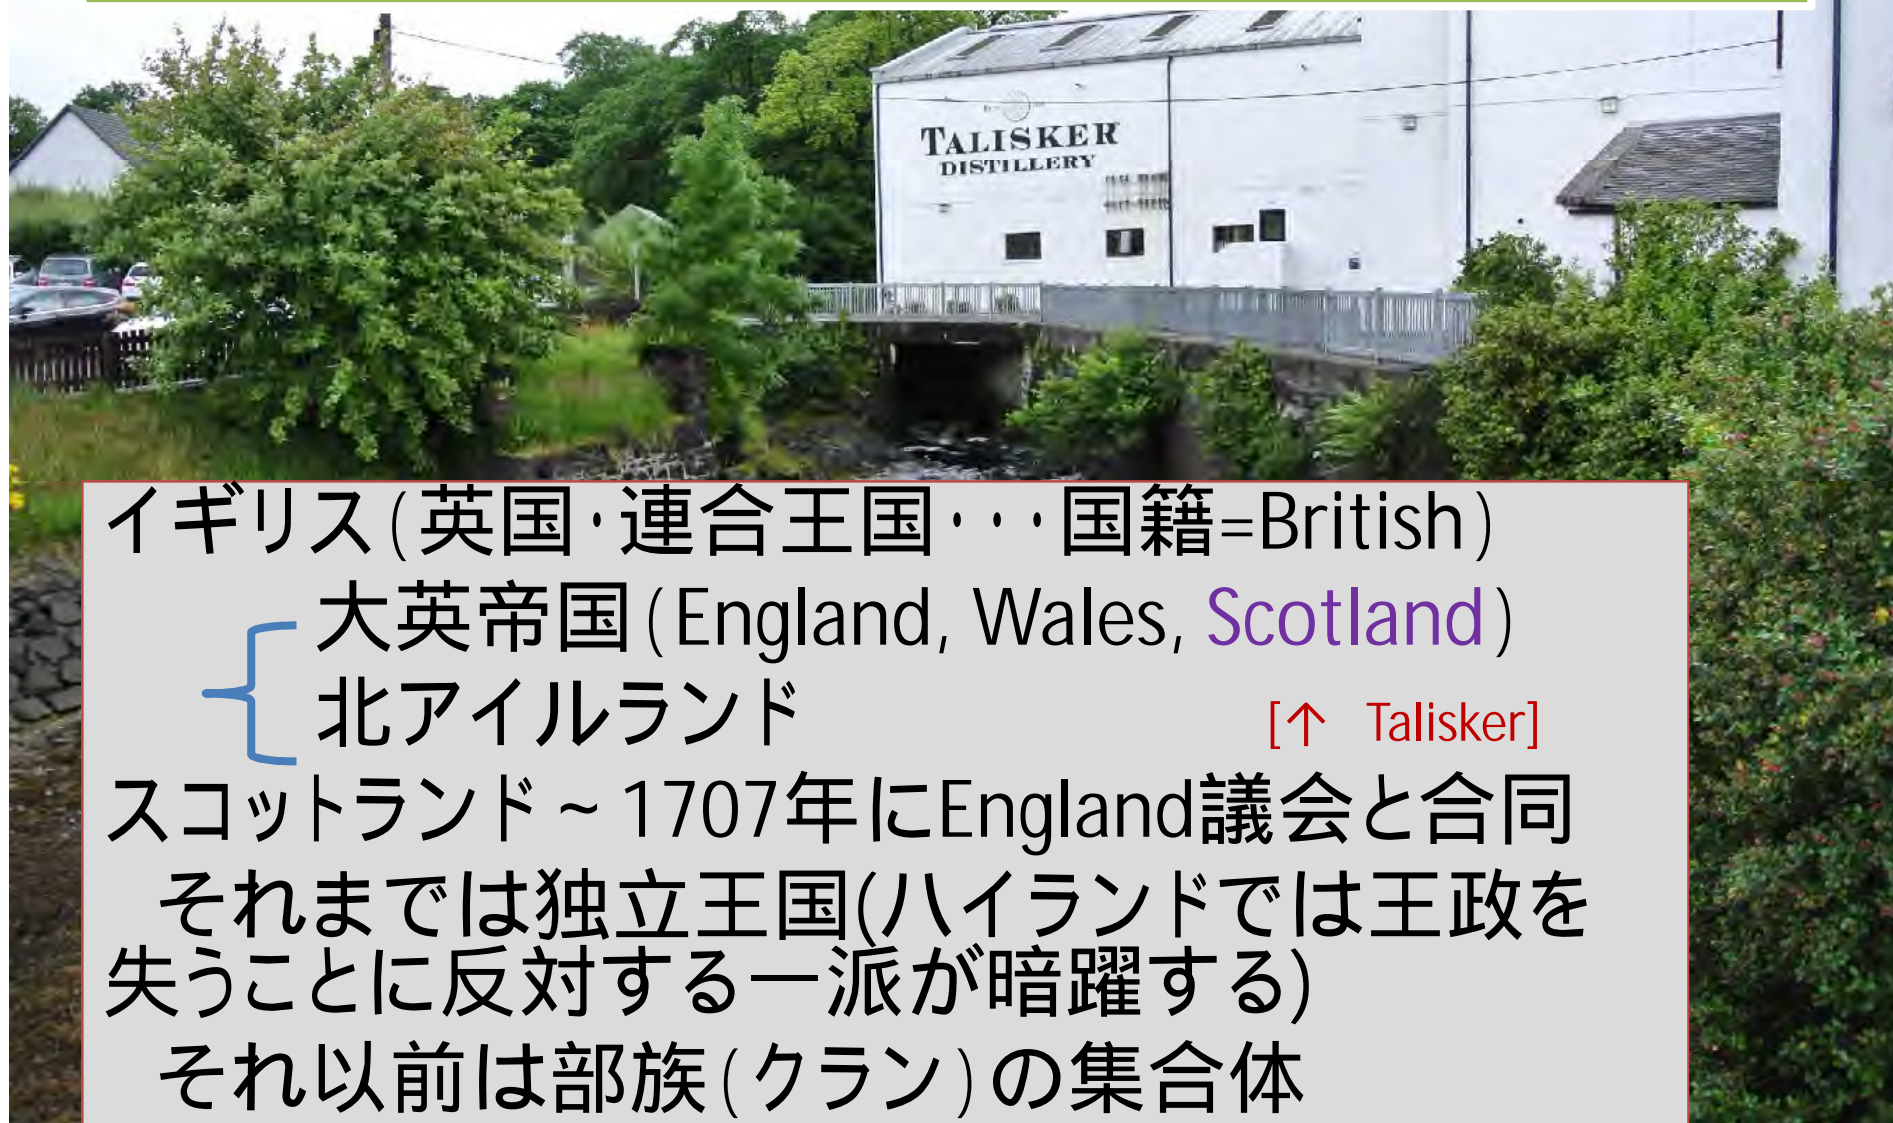 TALISKER
DISTILLERY
イギリス(英国・連合王国・・・国籍=British)
大英帝国(England, Wales, Scotland)
北アイルランド
[↑ Talisker]
スコットランド~1707年にEngland議会と合同
それまでは独立王国(ハイランドでは王政を
失うことに反対する一派が暗躍する)
それ以前は部族(クラン)の集合体